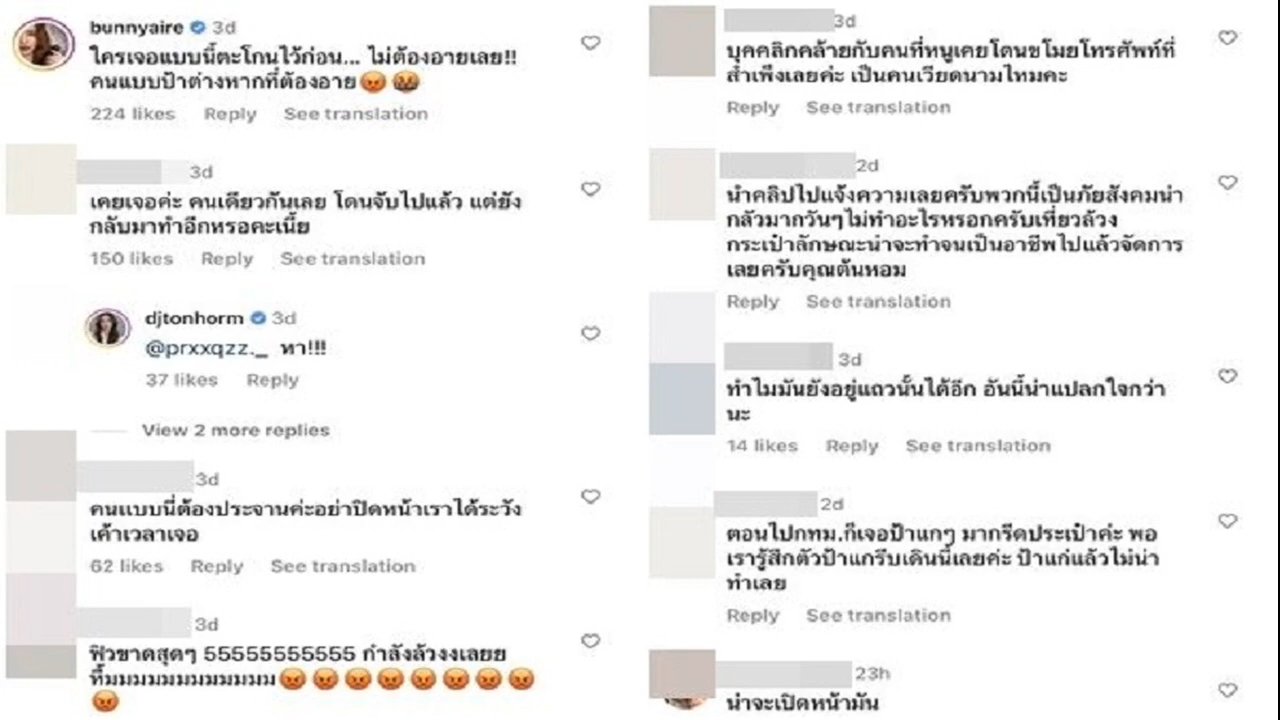 bunnyaire 3d
ใครเจอแบบนี้ตะโกนไว้ก่อน... ไม่ต้องอายเลย!!
คนแบบป้าต่างหากที่ต้องอาย😡🤬
224 likes Reply See translation
3d
เคยเจอค่ะ คนเดียวกันเลย โดนจับไปแล้ว แต่ยัง
กลับมาทำอีกหรอคะเนี้ย
150 likes Reply See translation
djtonhorm 3d
@prxxqzz._ หา!!!
37 likes Reply
View 2 more replies
3d
คนแบบนี่ต้องประจานค่ะอย่าปิดหน้าเราได้ระวัง
เค้าเวลาเจอ
62 likes Reply See translation
3d
ฟิวขาดสุดๆ 55555555555 กำลังล้วงงเลยย
ที้มมมมมมมมมมมม😡😡😡😡😡😡😡😡
😡
3d
บุคคลิกคล้ายกับคนที่หนูเคยโดนขโมยโทรศัพท์ที่
สำเพ็งเลยค่ะ เป็นคนเวียดนามไหมคะ
Reply See translation
2d
นำคลิปไปแจ้งความเลยครับพวกนี้เป็นภัยสังคมน่า
กลัวมากวันๆไม่ทำอะไรหรอกครับเที่ยวล้วง
กระเป๋าลักษณะน่าจะทำจนเป็นอาชีพไปแล้วจัดการ
เลยครับคุณต้นหอม
Reply See translation
3d
ทำไมมันยังอยู่แถวนั้นได้อีก อันนี้น่าแปลกใจกว่า
นะ
14 likes Reply See translation
2d
ตอนไปกทม.ก็เจอป้าแกๆ มากรีดประเป๋าค่ะ พอ
เรารู้สึกตัวป้าแกรีบเดินนี้เลยค่ะ ป้าแก่แล้วไม่น่า
ทำเลย
Reply See translation
23h
น่าจะเปิดหน้ามัน